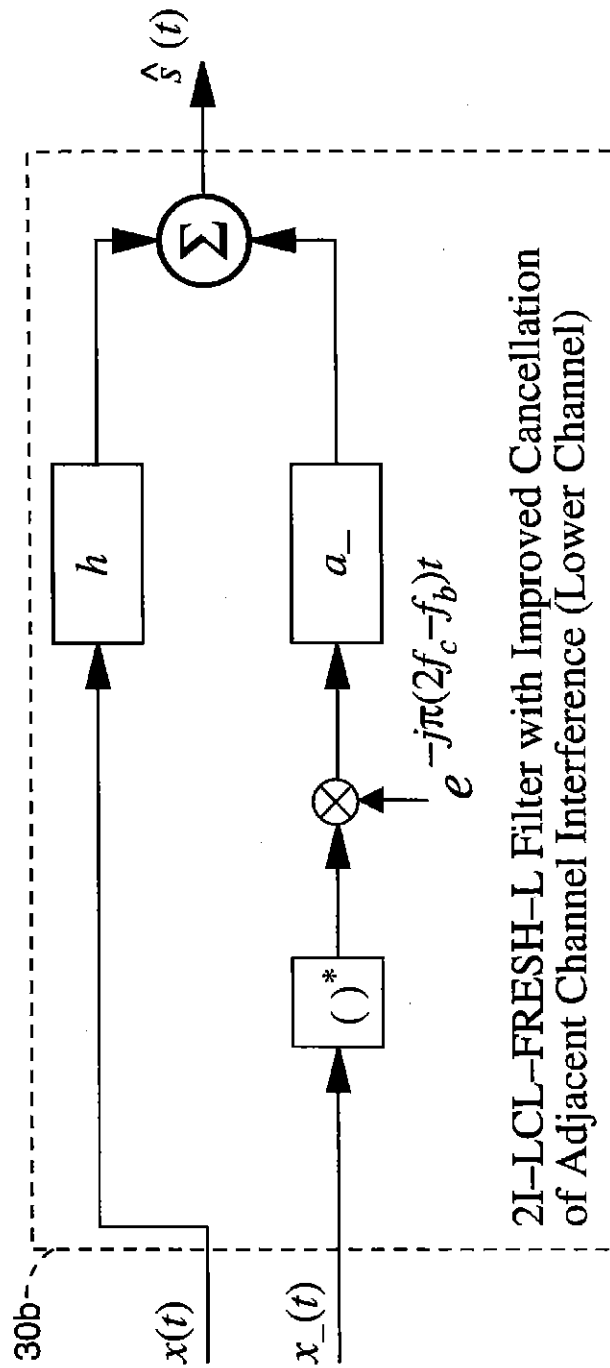 30b
x(t)
x_(t)
h
()*
e^{-jπ(2f_c-f_b)t}
a_
Σ
ŝ (t)
2I–LCL–FRESH–L Filter with Improved Cancellation
of Adjacent Channel Interference (Lower Channel)